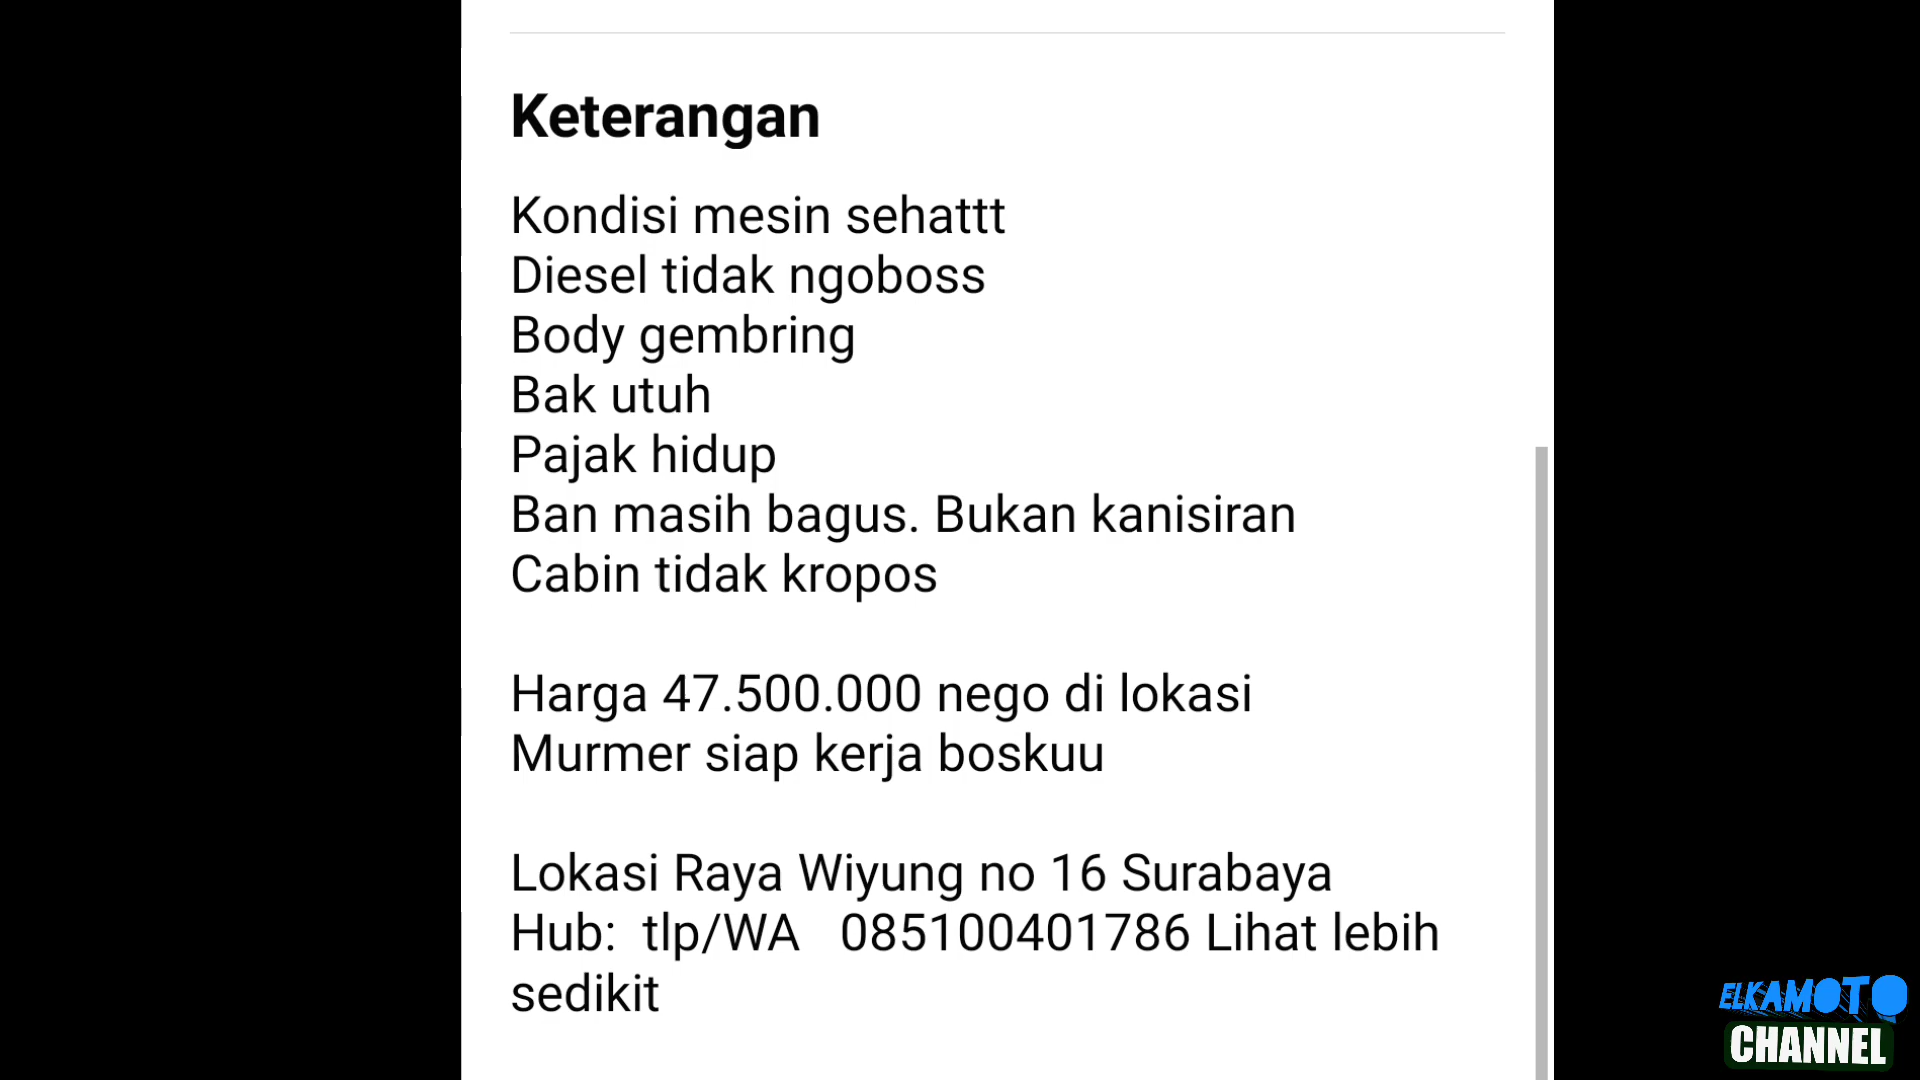 Keterangan
Kondisi mesin sehattt
Diesel tidak ngoboss
Body gembring
Bak utuh
Pajak hidup
Ban masih bagus. Bukan kanisiran
Cabin tidak kropos
Harga 47.500.000 nego di lokasi
Murmer siap kerja boskuu
Lokasi Raya Wiyung no 16 Surabaya
Hub:  tlp/WA   085100401786 Lihat lebih
sedikit
ELKAMOTO
CHANNEL